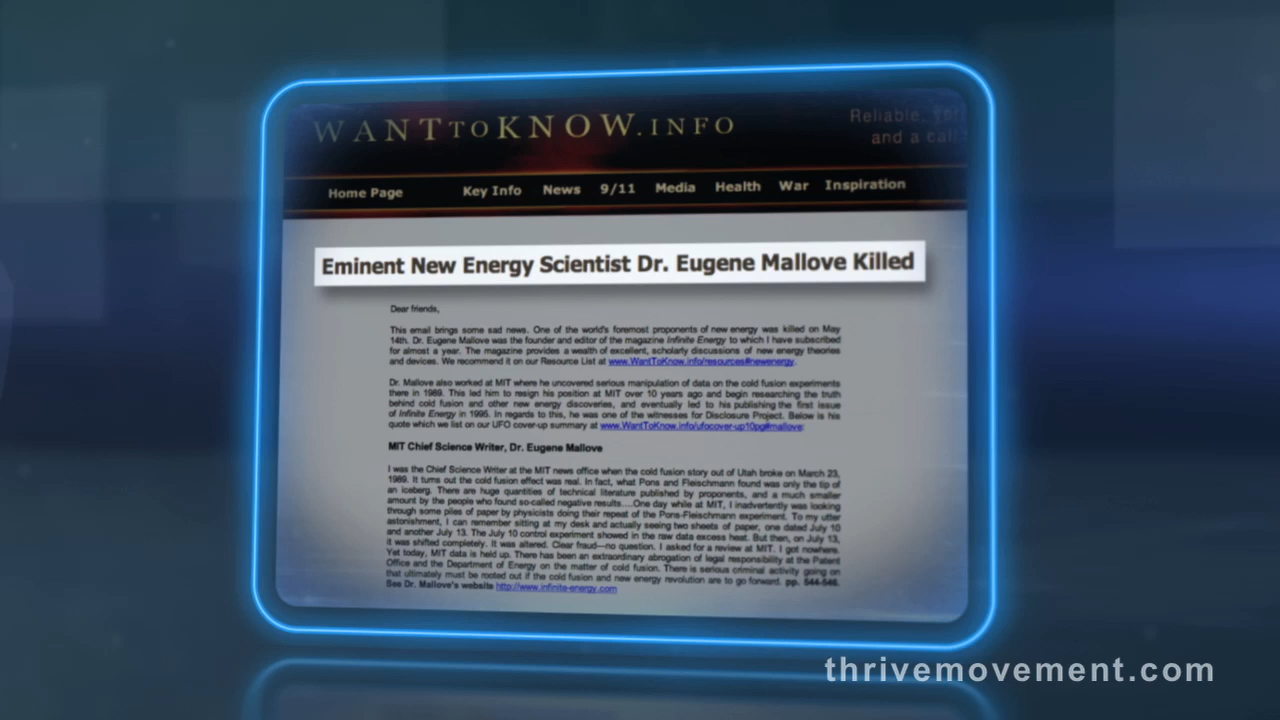 WANTTOKNOW.INFO
Reliable,
and a call
Home Page Key Info News 9/11 Media Health War Inspiration
Eminent New Energy Scientist Dr. Eugene Mallove Killed
Dear friends,
This email brings some sad news. One of the world's foremost proponents of new energy was killed on May
14th. Dr. Eugene Mallove was the founder and editor of the magazine Infinite Energy to which I have subscribed
for almost a year. The magazine provides a wealth of excellent, scholarly discussions of new energy theories
and devices. We recommend it on our Resource List at www.WantToKnow.info/resources#newenergy.
Dr. Mallove also worked at MIT where he uncovered serious manipulation of data on the cold fusion experiments
there in 1989. This led him to resign his position at MIT over 10 years ago and begin researching the truth
behind cold fusion and other new energy discoveries, and eventually led to his publishing the first issue
of Infinite Energy in 1995. In regards to this, he was one of the witnesses for Disclosure Project. Below is his
quote which we list on our UFO cover-up summary at www.WantToKnow.info/ufocover-up10pg#mallove:
MIT Chief Science Writer, Dr. Eugene Mallove
I was the Chief Science Writer at the MIT news office when the cold fusion story out of Utah broke on March 23,
1989. It turns out the cold fusion effect was real. In fact, what Pons and Fleischmann found was only the tip of
an iceberg. There are huge quantities of technical literature published by proponents, and a much smaller
amount by the people who found so-called negative results....One day while at MIT, I inadvertently was looking
through some piles of paper by physicists doing their repeat of the Pons-Fleischmann experiment. To my utter
astonishment, I can remember sitting at my desk and actually seeing two sheets of paper, one dated July 10
and another July 13. The July 10 control experiment showed in the raw data excess heat. But then, on July 13,
it was shifted completely. It was altered. Clear fraud—no question. I asked for a review at MIT. I got nowhere.
Yet today, MIT data is held up. There has been an extraordinary abrogation of legal responsibility at the Patent
Office and the Department of Energy on the matter of cold fusion. There is serious criminal activity going on
that ultimately must be rooted out if the cold fusion and new energy revolution are to go forward. pp. 544-546.
See Dr. Mallove's website http://www.infinite-energy.com
thrivemovement.com